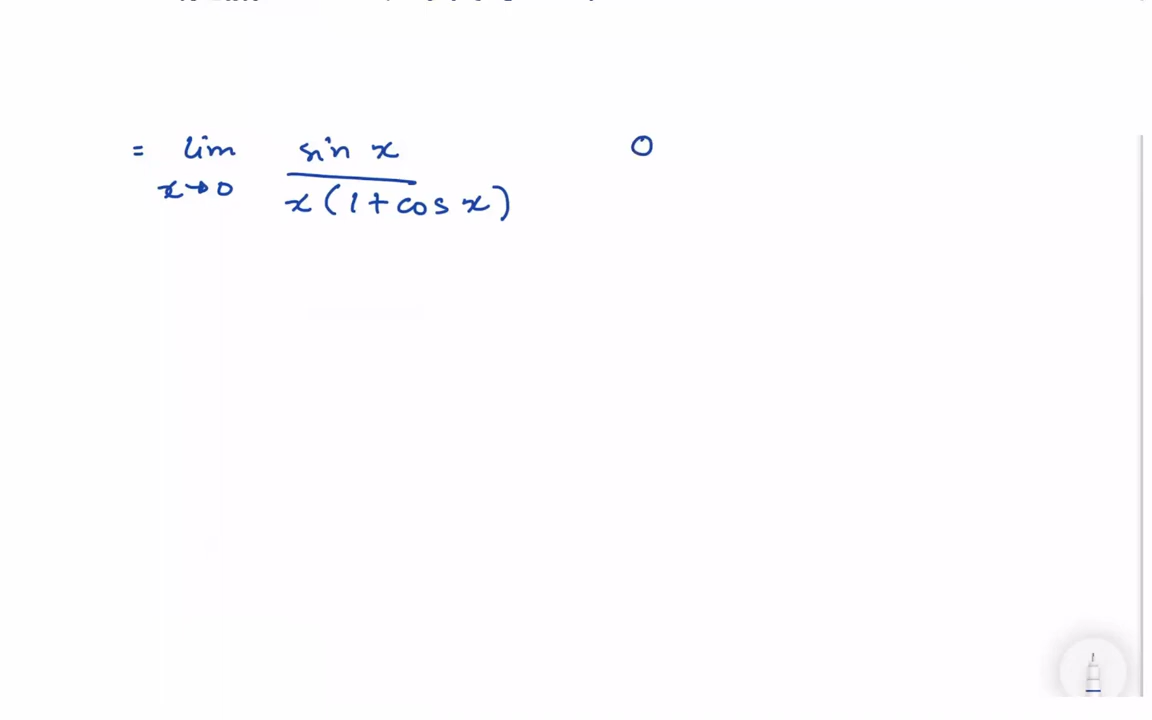 = lim sin x 0
x→0 x(1+cos x)